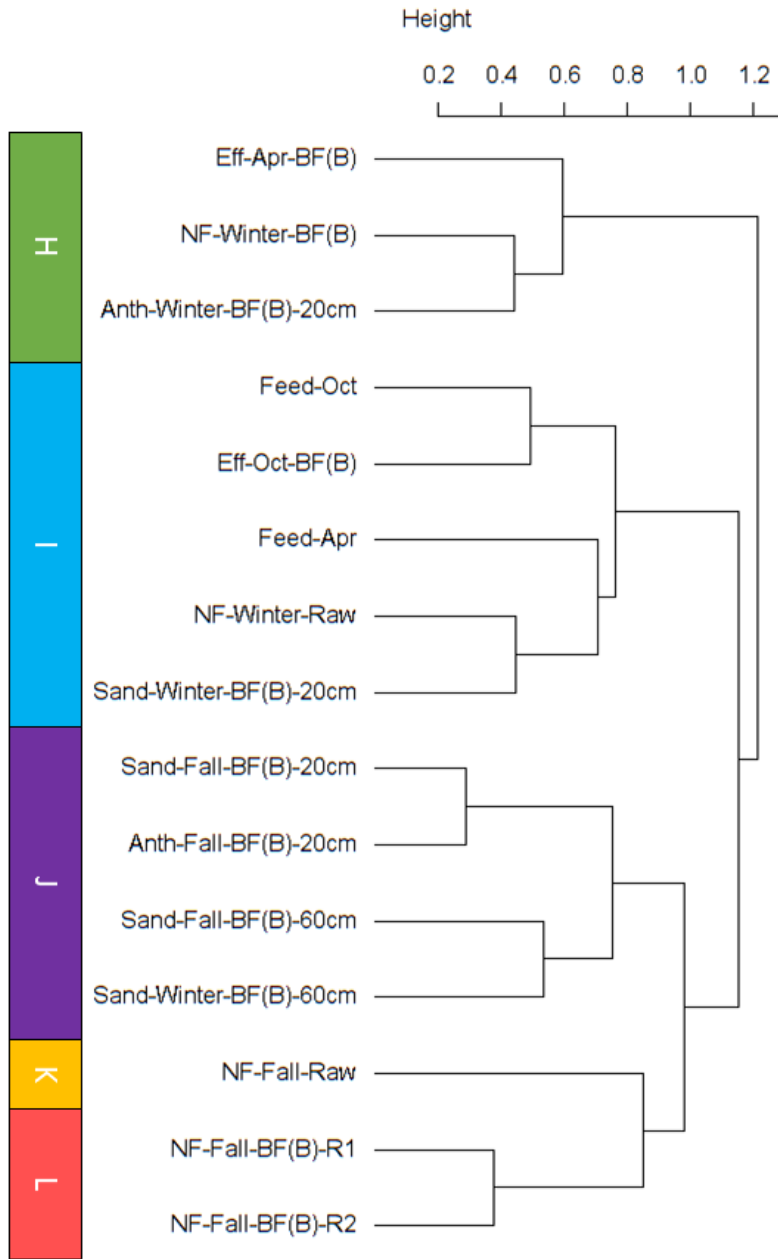 Height
0.2 0.4 0.6 0.8 1.0 1.2
H
Eff-Apr-BF(B)
NF-Winter-BF(B)
Anth-Winter-BF(B)-20cm
I
Feed-Oct
Eff-Oct-BF(B)
Feed-Apr
NF-Winter-Raw
Sand-Winter-BF(B)-20cm
J
Sand-Fall-BF(B)-20cm
Anth-Fall-BF(B)-20cm
Sand-Fall-BF(B)-60cm
Sand-Winter-BF(B)-60cm
K
NF-Fall-Raw
L
NF-Fall-BF(B)-R1
NF-Fall-BF(B)-R2